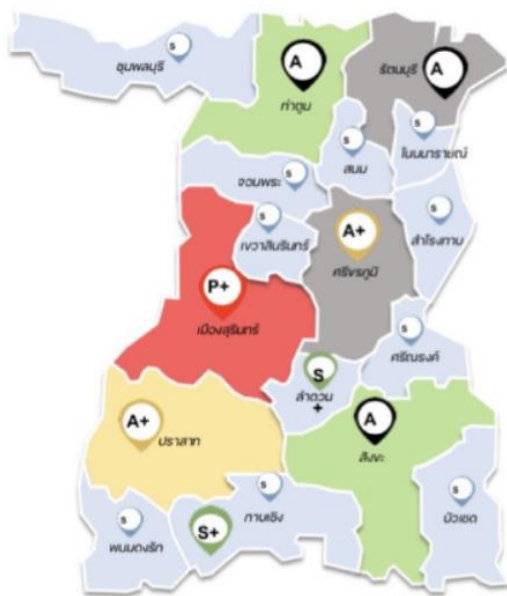 s
ชุมพลบุรี
A
ท่าตูม
รัตนบุรี
A
s
สนม
s
โนนนารายณ์
s
จอมพระ
s
เขวาสินรินทร์
A+
ศรีขรภูมิ
s
สำโรงทาบ
P+
เมืองสุรินทร์
s
ศรีณรงค์
S
ลำดวน
+
A+
ปราสาท
A
สังขะ
s
พนมดงรัก
S+
s
กาบเชิง
s
บัวเชด